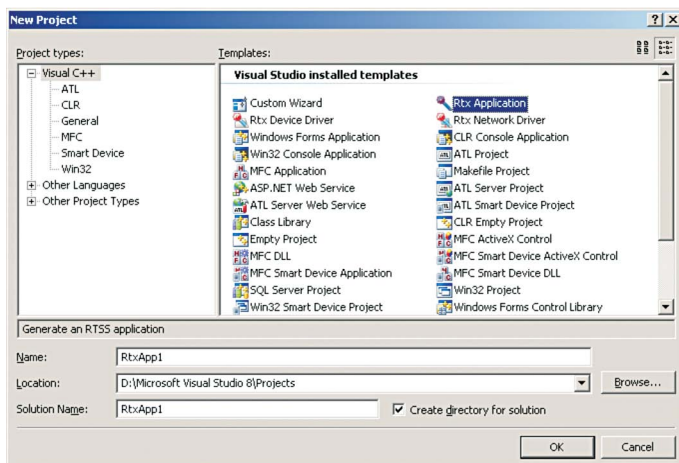 New Project
Project types:
Templates:
Visual C++
ATL
CLR
General
MFC
Smart Device
Win32
Other Languages
Other Project Types
Visual Studio installed templates
Custom Wizard
Rtx Application
Rtx Device Driver
Rtx Network Driver
Windows Forms Application
CLR Console Application
Win32 Console Application
ATL Project
MFC Application
Makefile Project
ASP.NET Web Service
ATL Server Project
ATL Server Web Service
ATL Smart Device Project
Class Library
CLR Empty Project
Empty Project
MFC ActiveX Control
MFC DLL
MFC Smart Device ActiveX Control
MFC Smart Device Application
MFC Smart Device DLL
SQL Server Project
Win32 Project
Win32 Smart Device Project
Windows Forms Control Library
Generate an RTSS application
Name:
RtxApp1
Location:
D:\Microsoft Visual Studio 8\Projects
Browse...
Solution Name:
RtxApp1
Create directory for solution
OK
Cancel